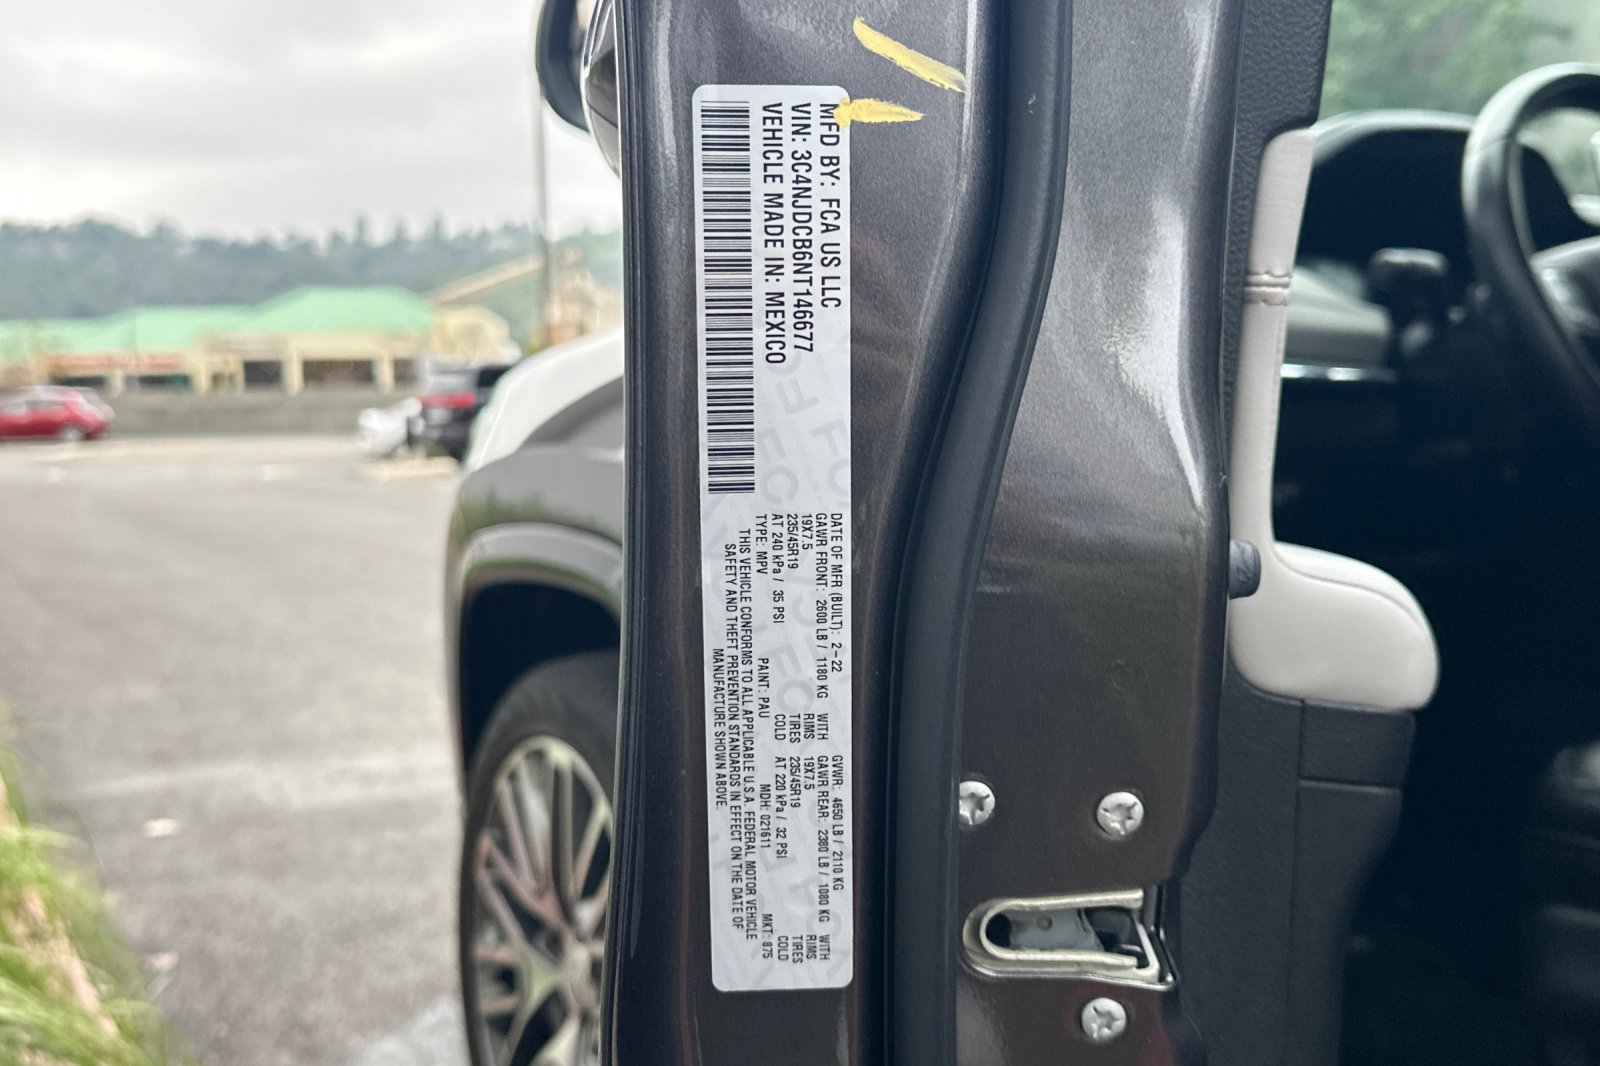 MFD BY: FCA US LLC
VIN: 3C4NJDCB6NT146677
VEHICLE MADE IN: MEXICO
DATE OF MFR (BUILT): 2-22 GVWR: 4650 LB / 2110 KG
GAWR FRONT: 2600 LB / 1180 KG WITH GAWR REAR: 2380 LB / 1080 KG WITH
19X7.5 RIMS 19X7.5 RIMS
235/45R19 TIRES 235/45R19 TIRES
AT 240 kPa / 35 PSI COLD AT 220 kPa / 32 PSI COLD
TYPE: MPV PAINT: PAU MDH: 021611 MKT: 875
THIS VEHICLE CONFORMS TO ALL APPLICABLE U.S.A. FEDERAL MOTOR VEHICLE
SAFETY AND THEFT PREVENTION STANDARDS IN EFFECT ON THE DATE OF
MANUFACTURE SHOWN ABOVE.